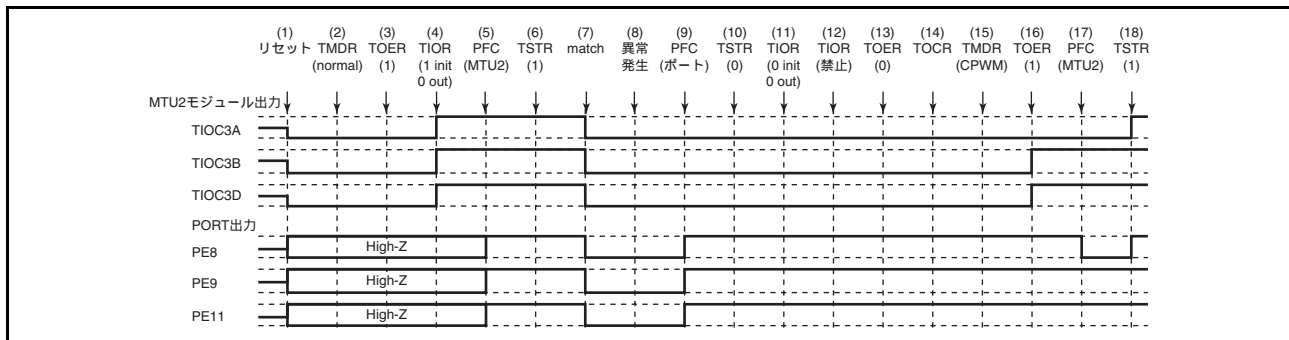 (1) (2) (3) (4) (5) (6) (7) (8) (9) (10) (11) (12) (13) (14) (15) (16) (17) (18)
リセット TMDR TOER TIOR PFC TSTR match 異常 PFC TSTR TIOR TIOR TOER TOCR TMDR TOER PFC TSTR
(normal) (1) (1 init (MTU2) (1) 発生 (ポート) (0) (0 init (禁止) (0) (CPWM) (1) (MTU2) (1)
0 out) 0 out)
MTU2モジュール出力
TIOC3A
TIOC3B
TIOC3D
PORT出力
PE8 High-Z
PE9 High-Z
PE11 High-Z